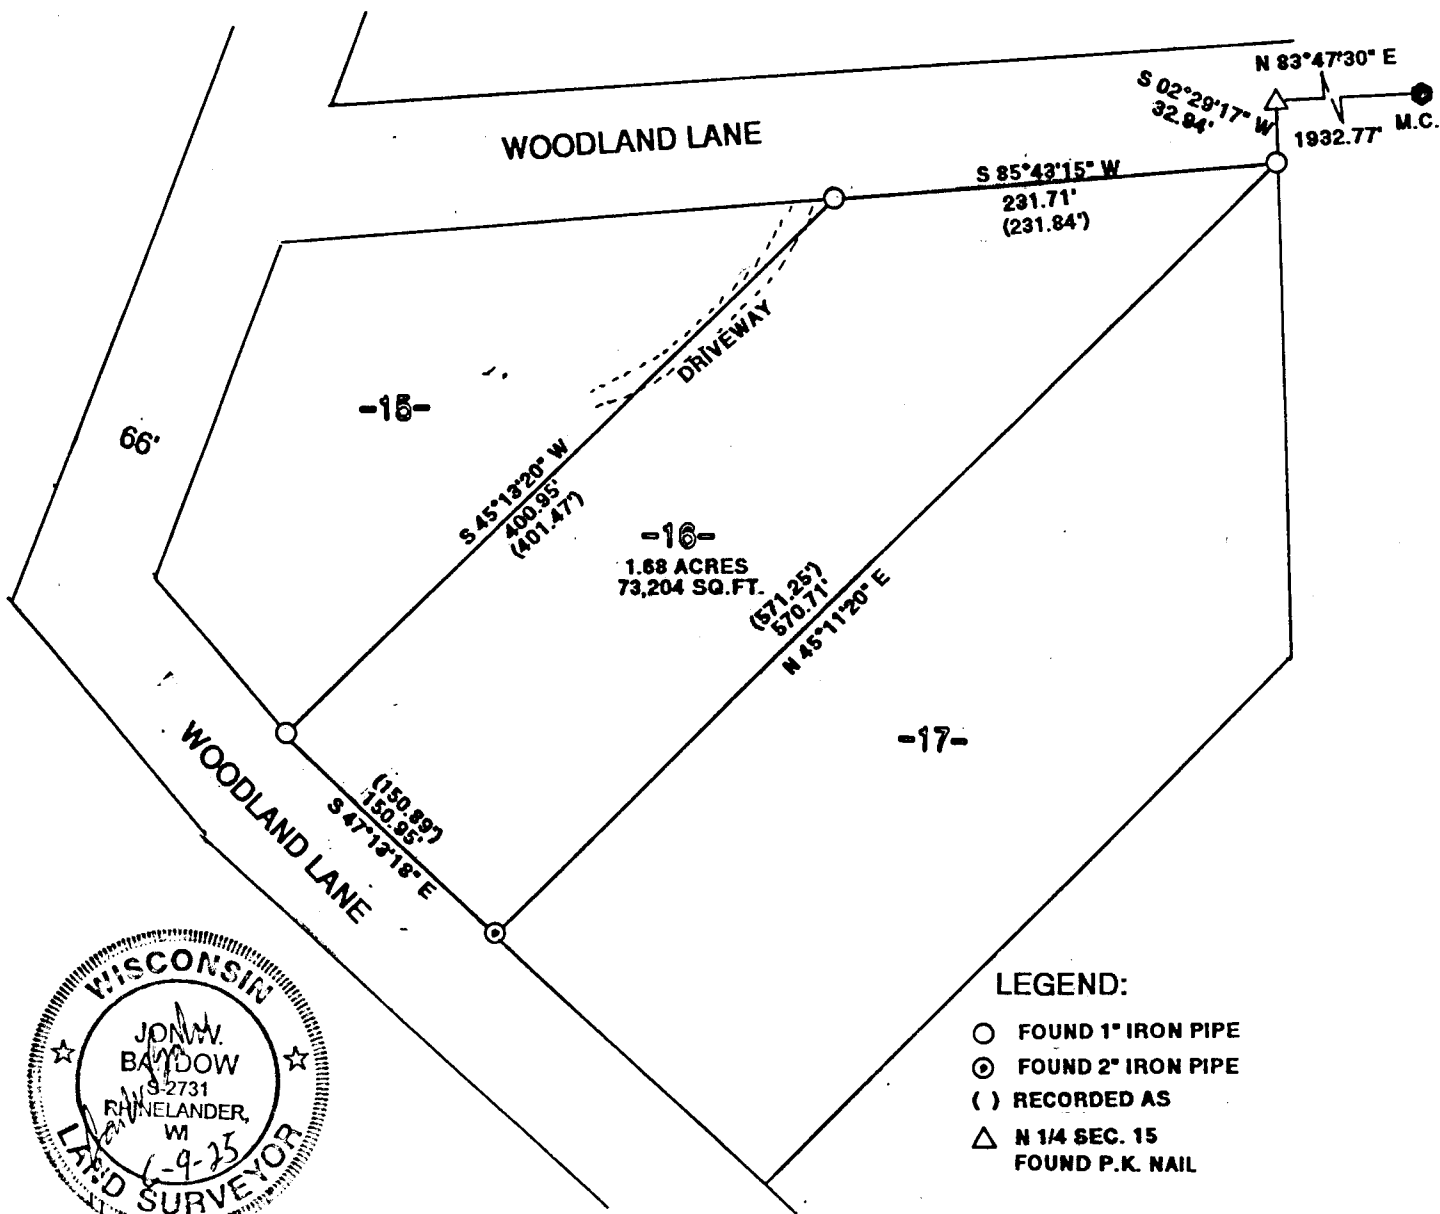 N 83°47'30" E
S 02°29'17" W
32.94'
1932.77'
M.C.
WOODLAND LANE
S 85°43'15" W
231.71'
(231.84')
DRIVEWAY
-15-
66'
S 45°13'20" W
400.95'
(401.47')
-16-
1.68 ACRES
73,204 SQ.FT.
(571.25')
570.71'
N 45°11'20" E
-17-
WOODLAND LANE
(150.89')
150.95'
S 47°13'18" E
WISCONSIN
JON W.
BANDOW
S-2731
RHINELANDER,
WI
6-9-25
LAND SURVEYOR
LEGEND:
FOUND 1" IRON PIPE
FOUND 2" IRON PIPE
( ) RECORDED AS
N 1/4 SEC. 15
FOUND P.K. NAIL